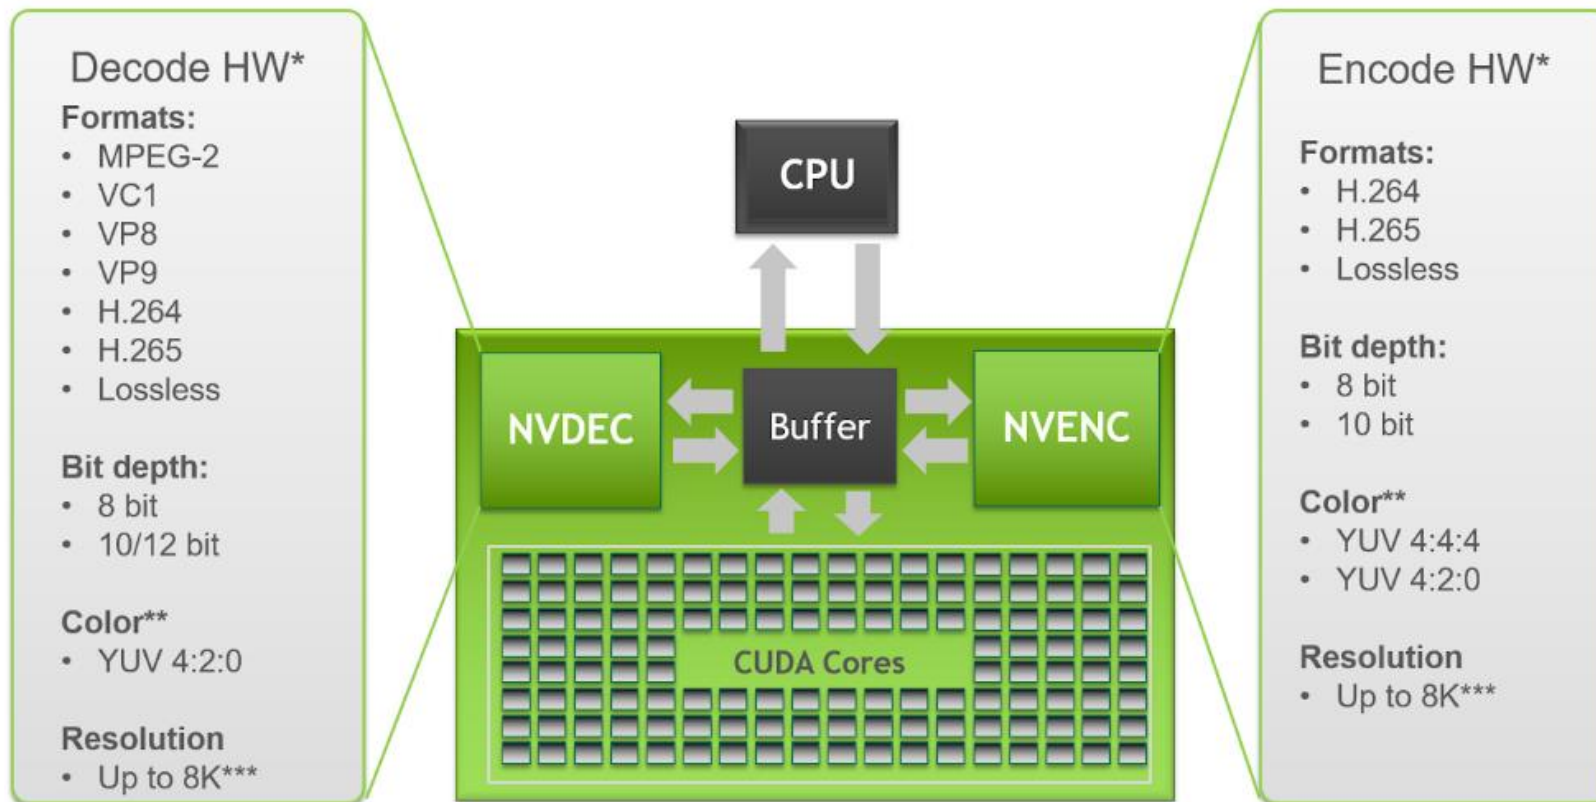 Decode HW*
Formats:
• MPEG-2
• VC1
• VP8
• VP9
• H.264
• H.265
• Lossless
Bit depth:
• 8 bit
• 10/12 bit
Color**
• YUV 4:2:0
Resolution
• Up to 8K***
CPU
NVDEC
Buffer
NVENC
CUDA Cores
Encode HW*
Formats:
• H.264
• H.265
• Lossless
Bit depth:
• 8 bit
• 10 bit
Color**
• YUV 4:4:4
• YUV 4:2:0
Resolution
• Up to 8K***